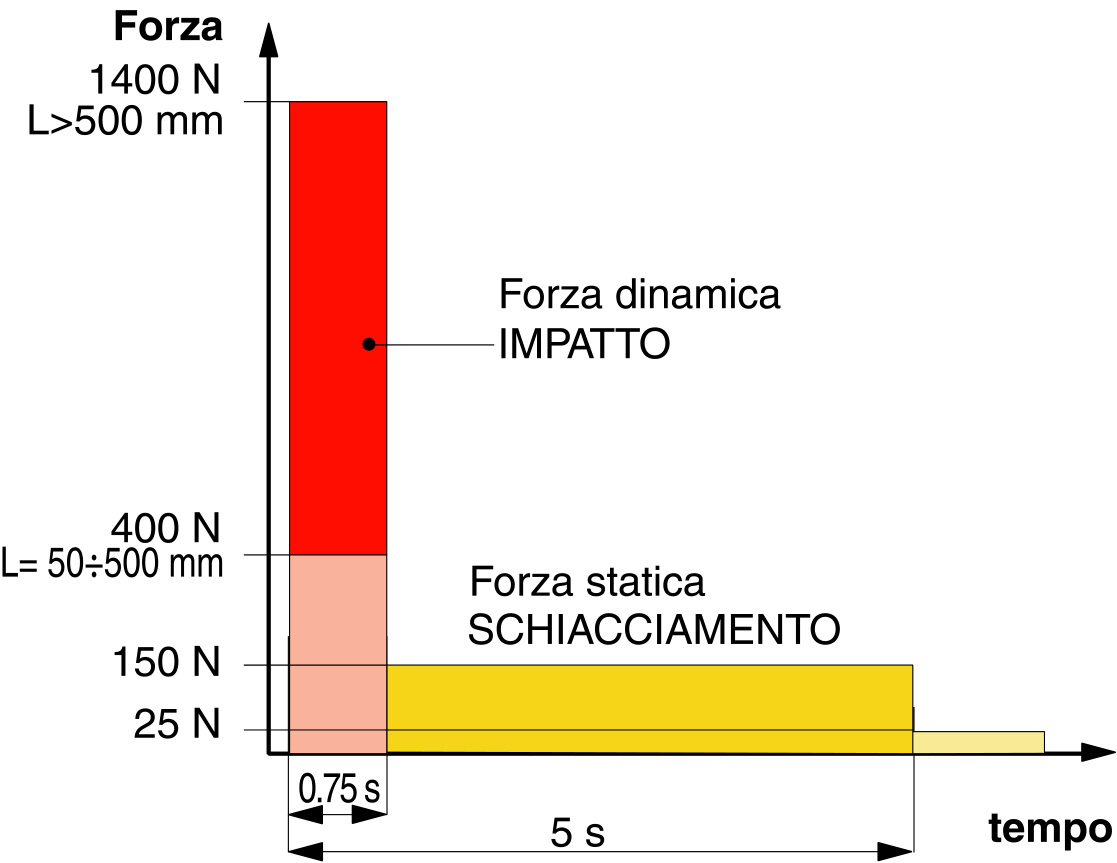 Forza
1400 N
L>500 mm
Forza dinamica
IMPATTO
400 N
L= 50÷500 mm
Forza statica
SCHIACCIAMENTO
150 N
25 N
0.75 s
5 s
tempo